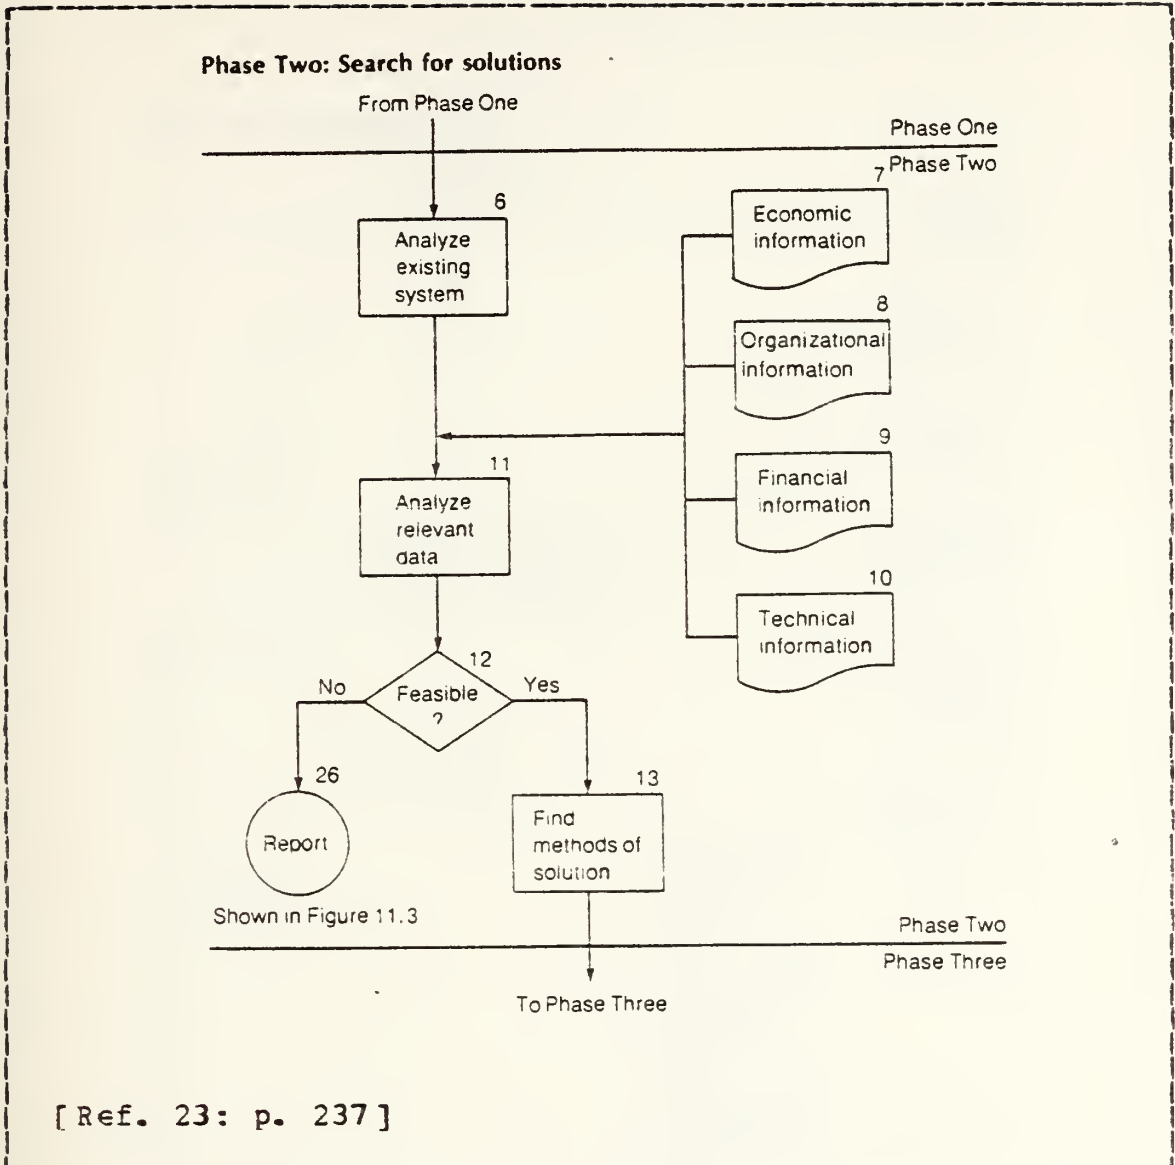 Phase Two: Search for solutions
From Phase One
Phase One
Phase Two
6
Analyze
existing
system
7
Economic
information
8
Organizational
information
9
Financial
information
10
Technical
information
11
Analyze
relevant
data
12
Feasible
?
No
Yes
26
Report
Shown in Figure 11.3
13
Find
methods of
solution
Phase Two
Phase Three
To Phase Three
[Ref. 23: p. 237]